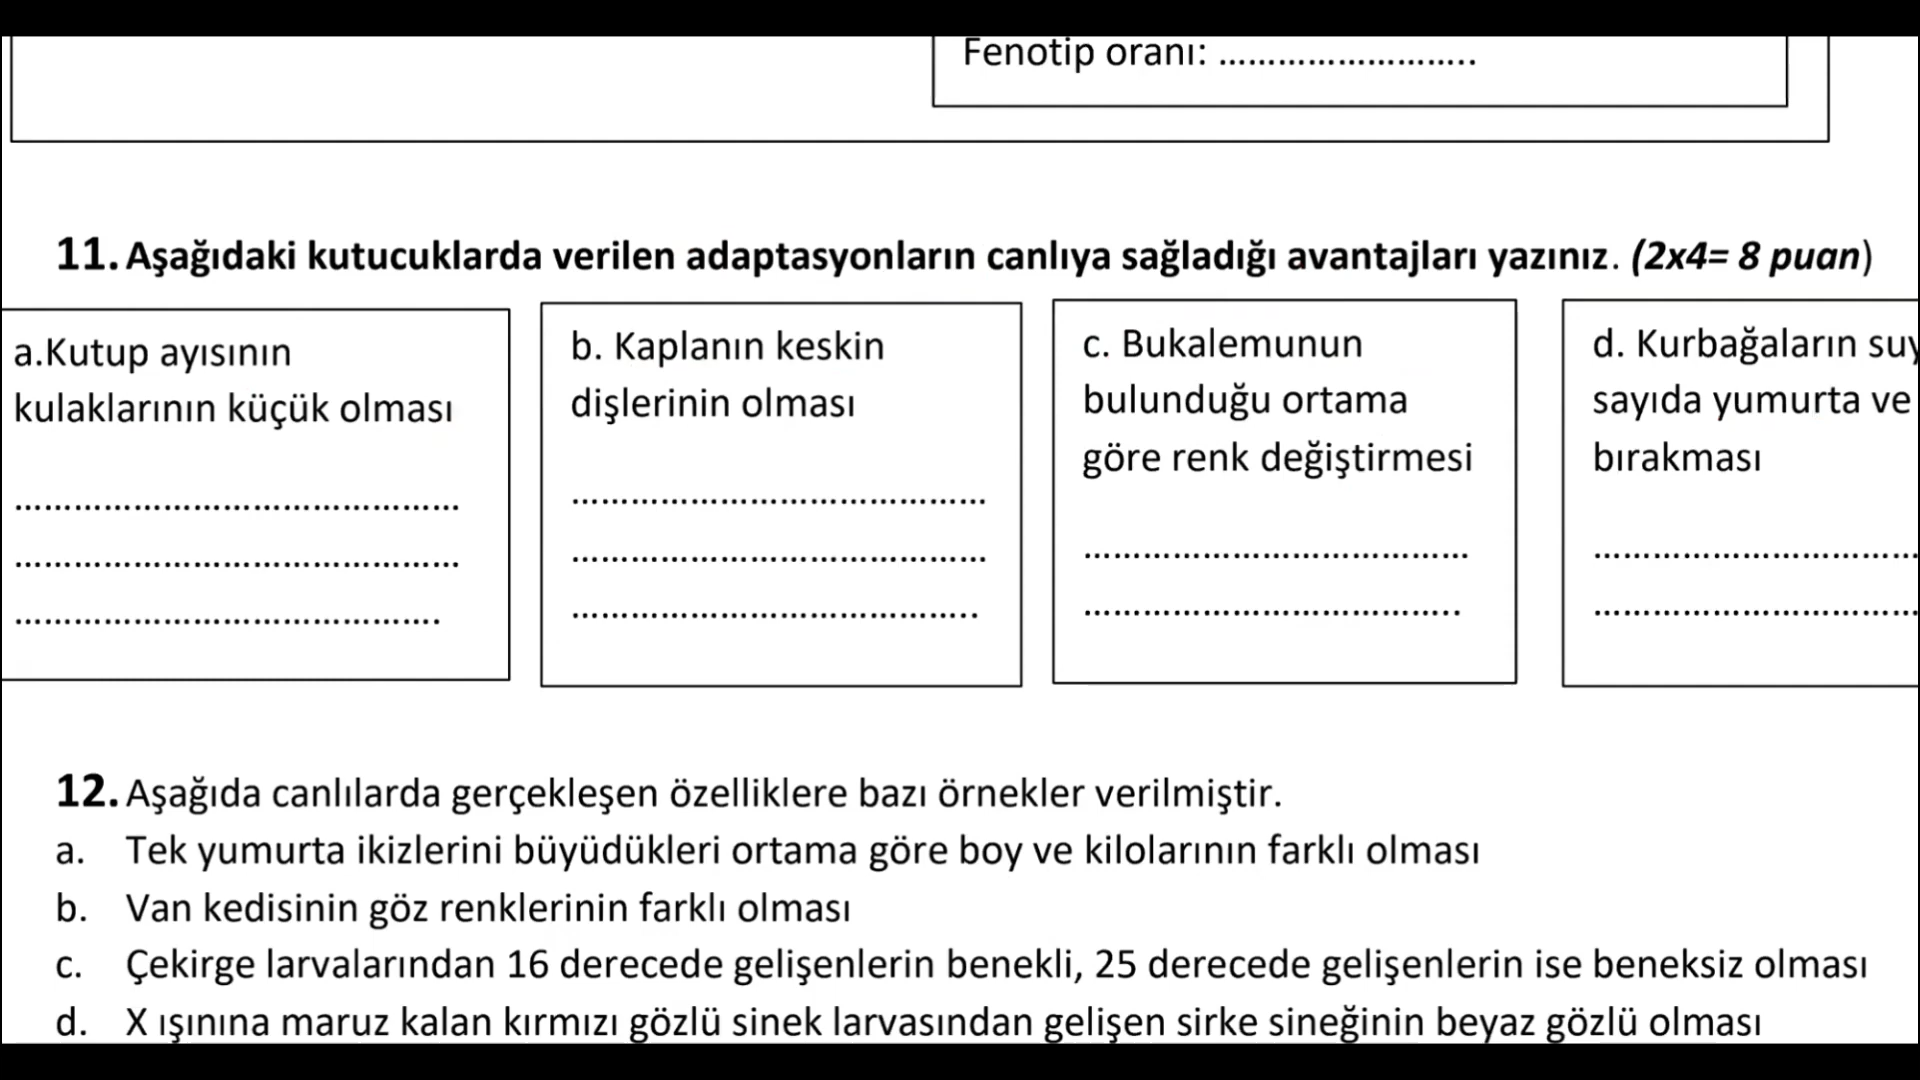 Fenotip oranı: ..........................
11. Aşağıdaki kutucuklarda verilen adaptasyonların canlıya sağladığı avantajları yazınız. (2x4= 8 puan)
a.Kutup ayısının
kulaklarının küçük olması
.............................................
.............................................
...........................................
b. Kaplanın keskin
dişlerinin olması
..........................................
..........................................
.........................................
c. Bukalemunun
bulunduğu ortama
göre renk değiştirmesi
.......................................
......................................
d. Kurbağaların
sayıda yumurta ve
bırakması
.................................
.................................
12. Aşağıda canlılarda gerçekleşen özelliklere bazı örnekler verilmiştir.
a. Tek yumurta ikizlerini büyüdükleri ortama göre boy ve kilolarının farklı olması
b. Van kedisinin göz renklerinin farklı olması
c. Çekirge larvalarından 16 derecede gelişenlerin benekli, 25 derecede gelişenlerin ise beneksiz olması
d. X ışınına maruz kalan kırmızı gözlü sinek larvasından gelişen sirke sineğinin beyaz gözlü olması